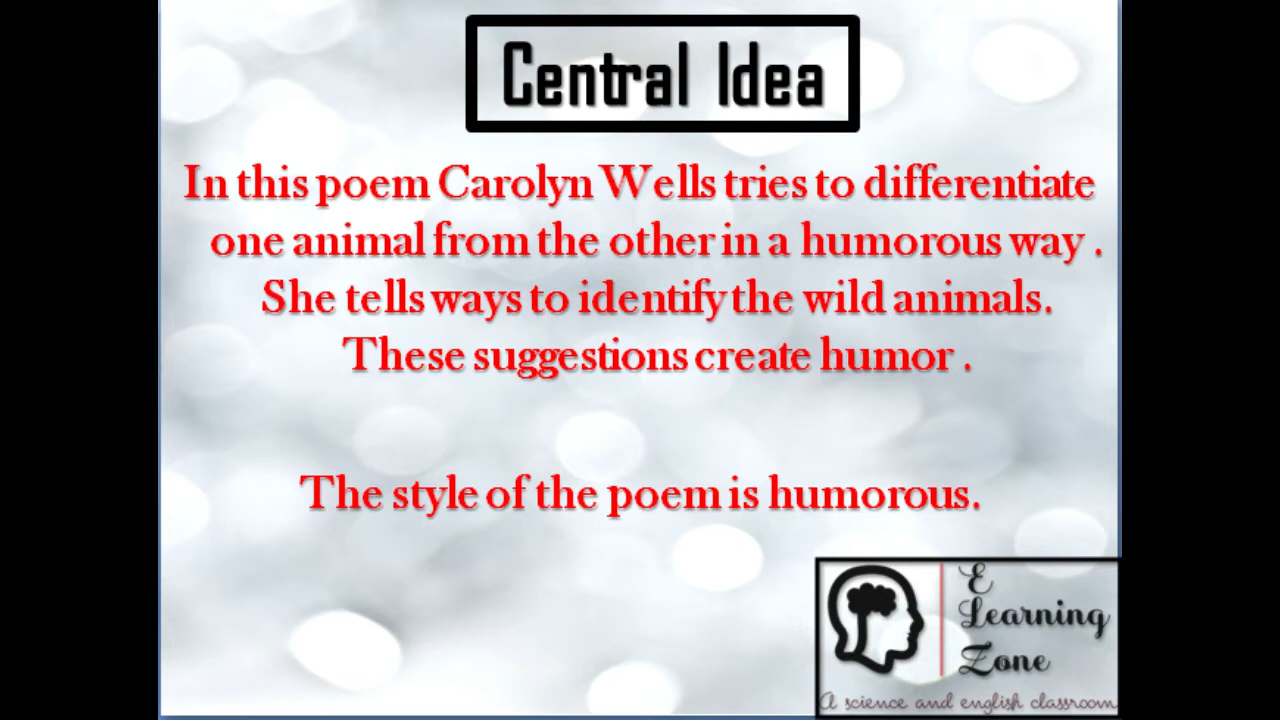 Central Idea
In this poem Carolyn Wells tries to differentiate
one animal from the other in a humorous way .
She tells ways to identify the wild animals.
These suggestions create humor .
The style of the poem is humorous.
E
Learning
Zone
A science and english classroom